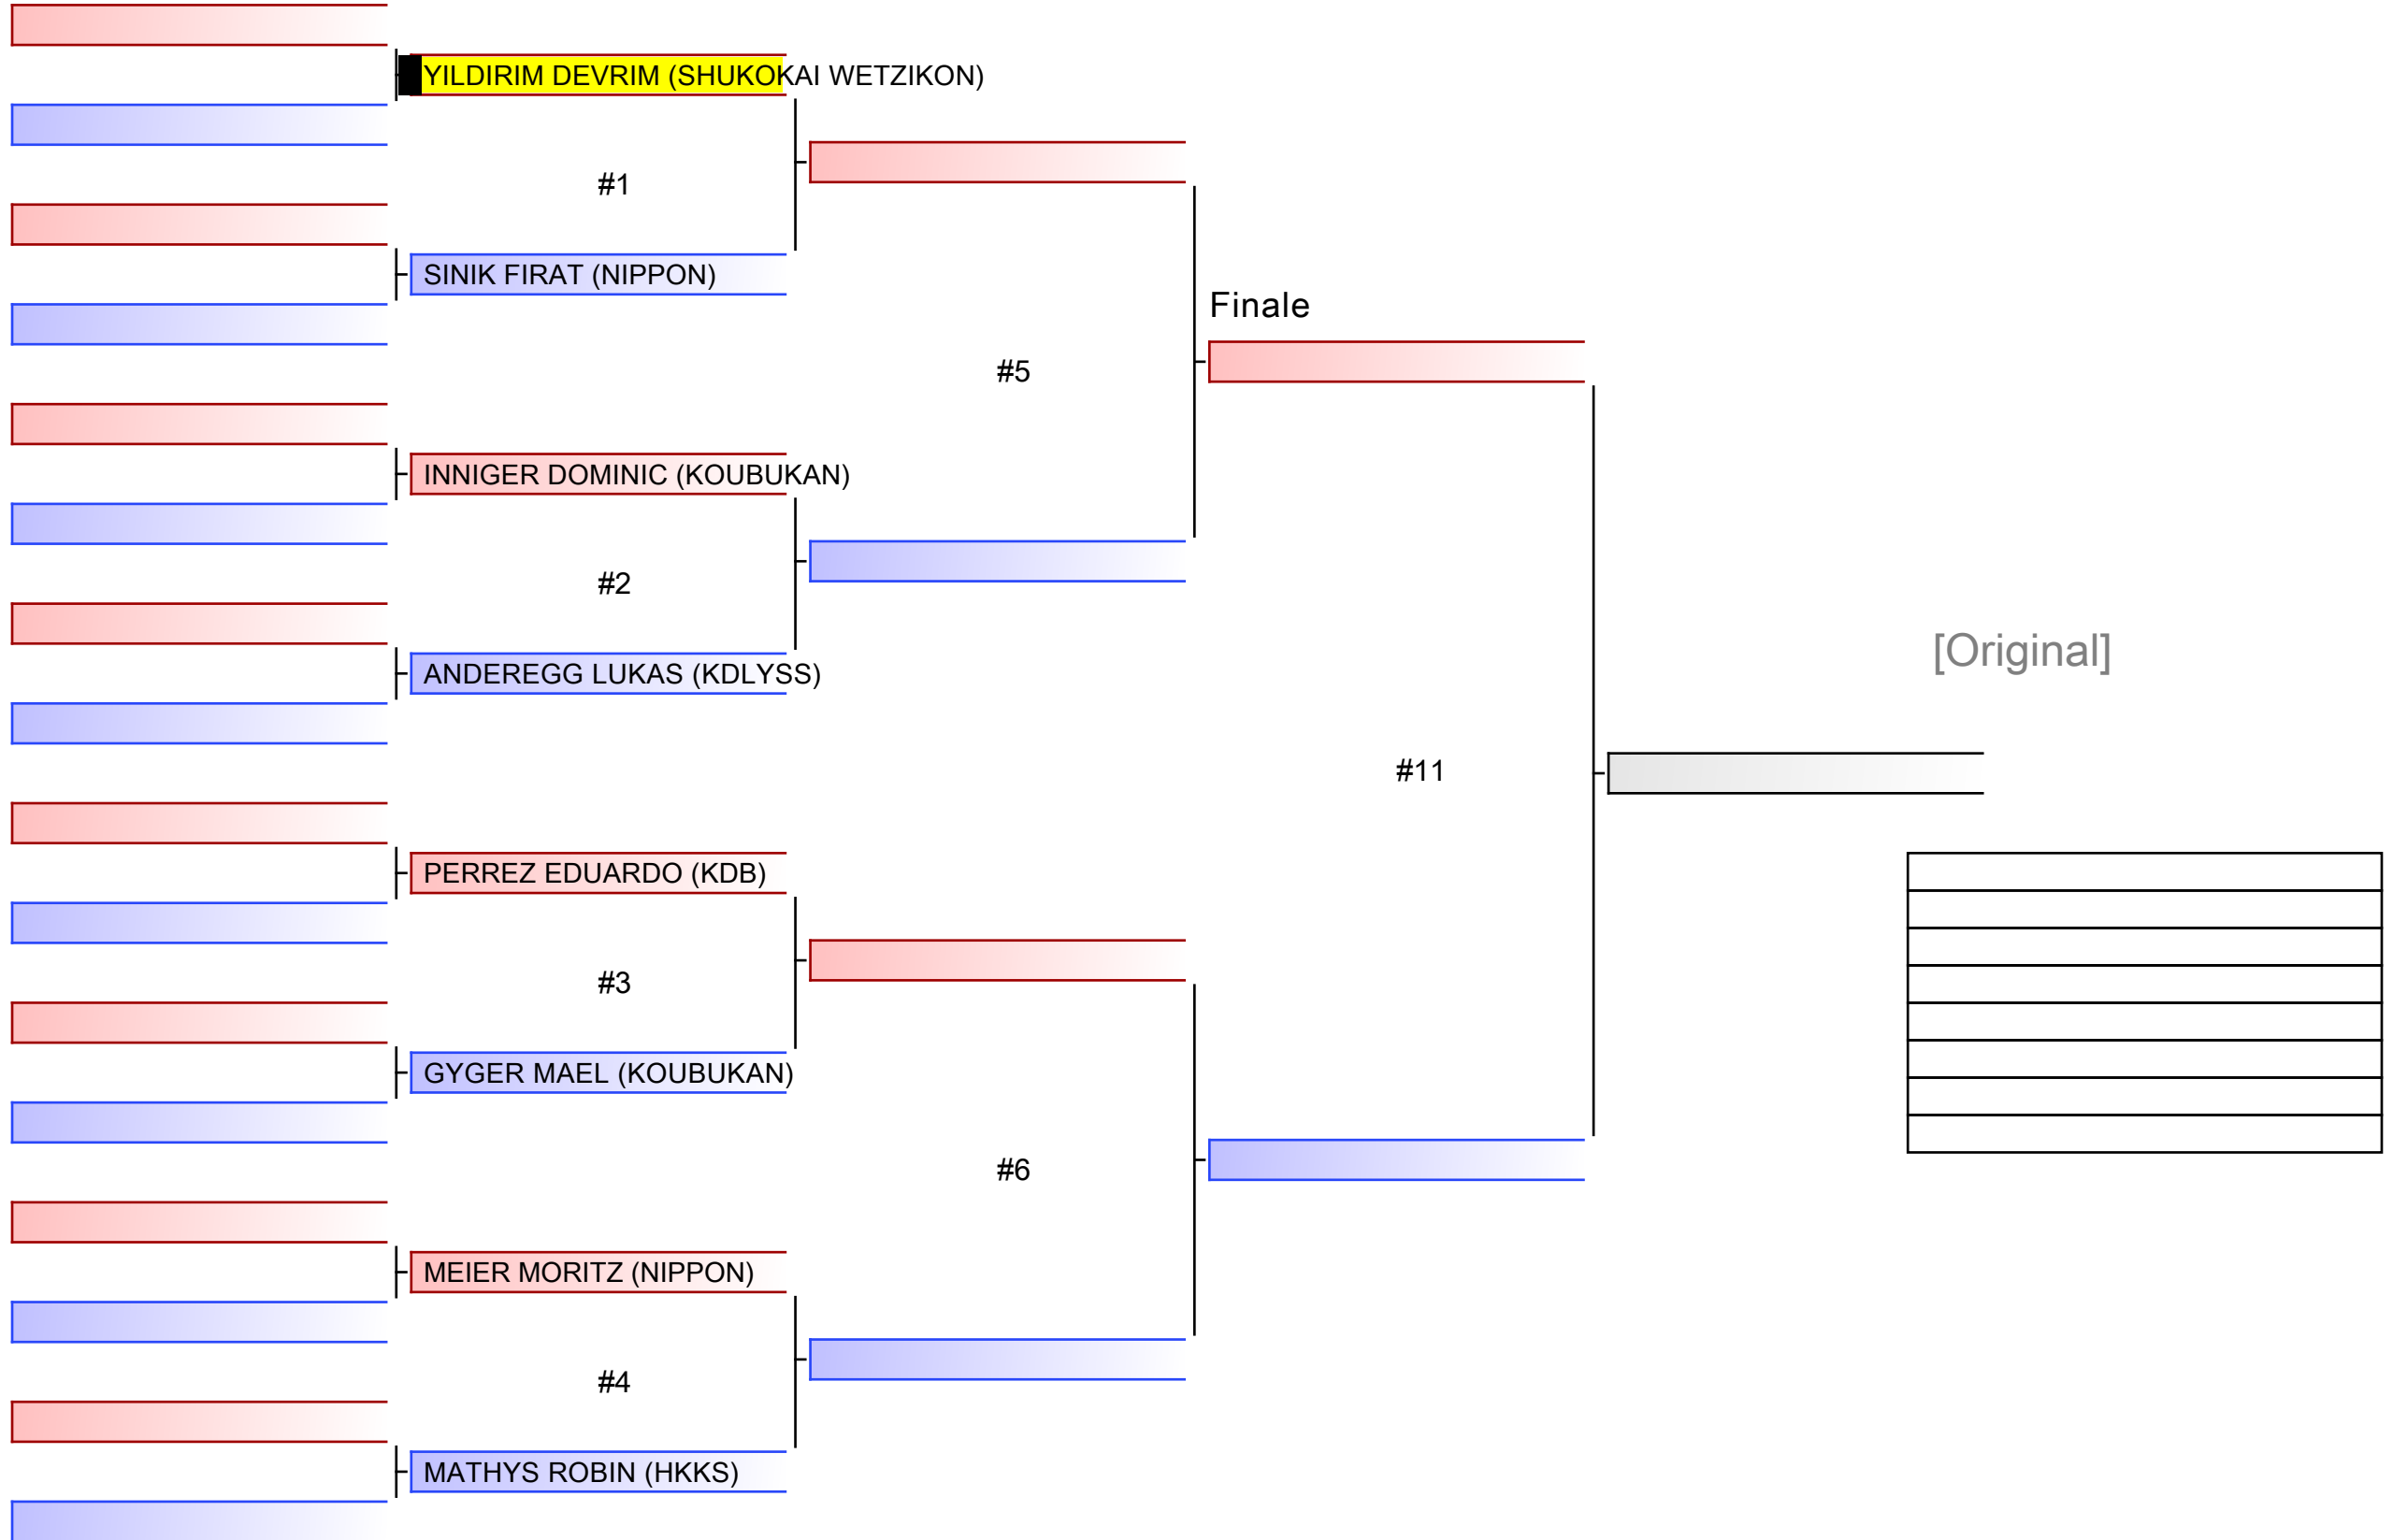 YILDIRIM DEVRIM (SHUKOKAI WETZIKON)
#1
SINIK FIRAT (NIPPON)
Finale
#5
INNIGER DOMINIC (KOUBUKAN)
#2
ANDEREGG LUKAS (KDLYSS)
[Original]
#11
PERREZ EDUARDO (KDB)
#3
GYGER MAEL (KOUBUKAN)
#6
MEIER MORITZ (NIPPON)
#4
MATHYS ROBIN (HKKS)